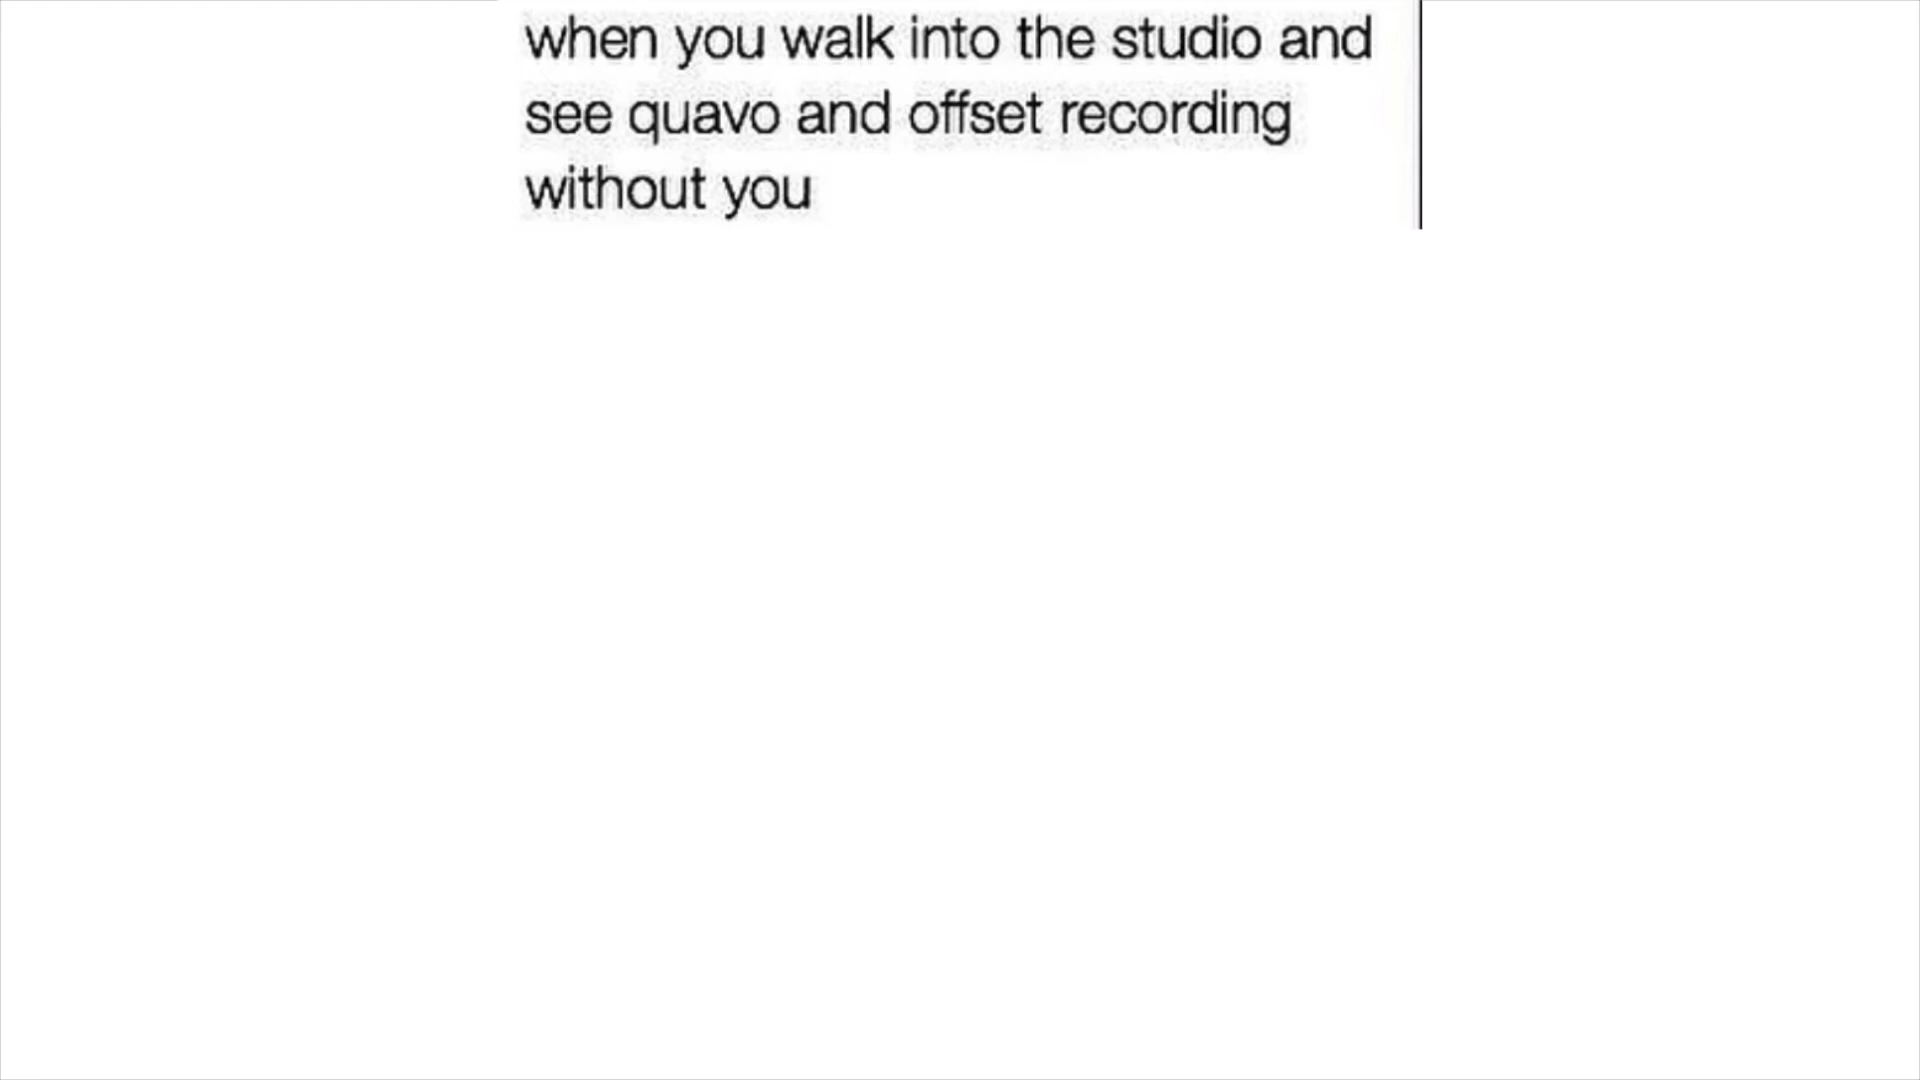 when you walk into the studio and
see quavo and offset recording
without you